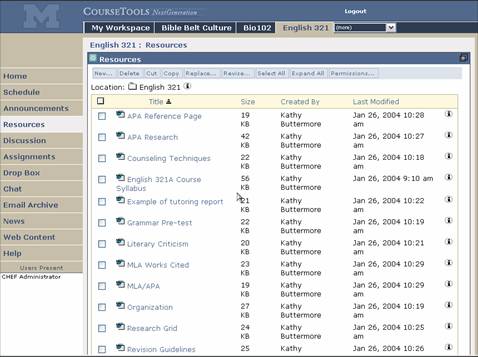 COURSETOOLS NEXTGENERATION
Logout
My Workspace Bible Belt Culture Bio102 English 321 (more)
English 321 : Resources
Resources
New... Delete Cut Copy Replace... Revise... Select All Expand All Permissions...
Location: English 321
Title Size Created By Last Modified
APA Reference Page 19 KB Kathy Buttermore Jan 26, 2004 10:28 am
APA Research 42 KB Kathy Buttermore Jan 26, 2004 10:27 am
Counseling Techniques 22 KB Kathy Buttermore Jan 26, 2004 10:18 am
English 321A Course Syllabus 56 KB Kathy Buttermore Jan 26, 2004 9:10 am
Example of tutoring report 21 KB Kathy Buttermore Jan 26, 2004 10:22 am
Grammar Pre-test 22 KB Kathy Buttermore Jan 26, 2004 10:19 am
Literary Criticism 20 KB Kathy Buttermore Jan 26, 2004 10:21 am
MLA Works Cited 23 KB Kathy Buttermore Jan 26, 2004 10:29 am
MLA/APA 19 KB Kathy Buttermore Jan 26, 2004 10:29 am
Organization 27 KB Kathy Buttermore Jan 26, 2004 10:19 am
Research Grid 24 KB Kathy Buttermore Jan 26, 2004 10:25 am
Revision Guidelines 25 Kathy Jan 26, 2004 10:26
Home
Schedule
Announcements
Resources
Discussion
Assignments
Drop Box
Chat
Email Archive
News
Web Content
Help
Users Present
CHEF Administrator